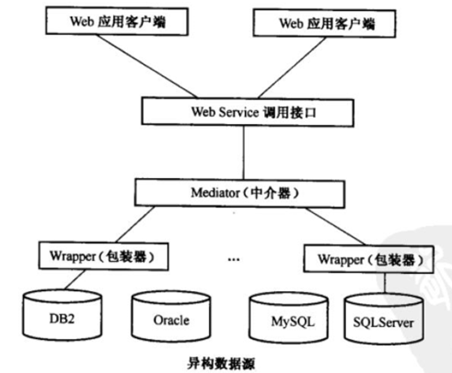 Web 应用客户端
Web 应用客户端
Web Service 调用接口
Mediator(中介器)
Wrapper(包装器)
...
Wrapper(包装器)
DB2
Oracle
MySQL
SQLServer
异构数据源